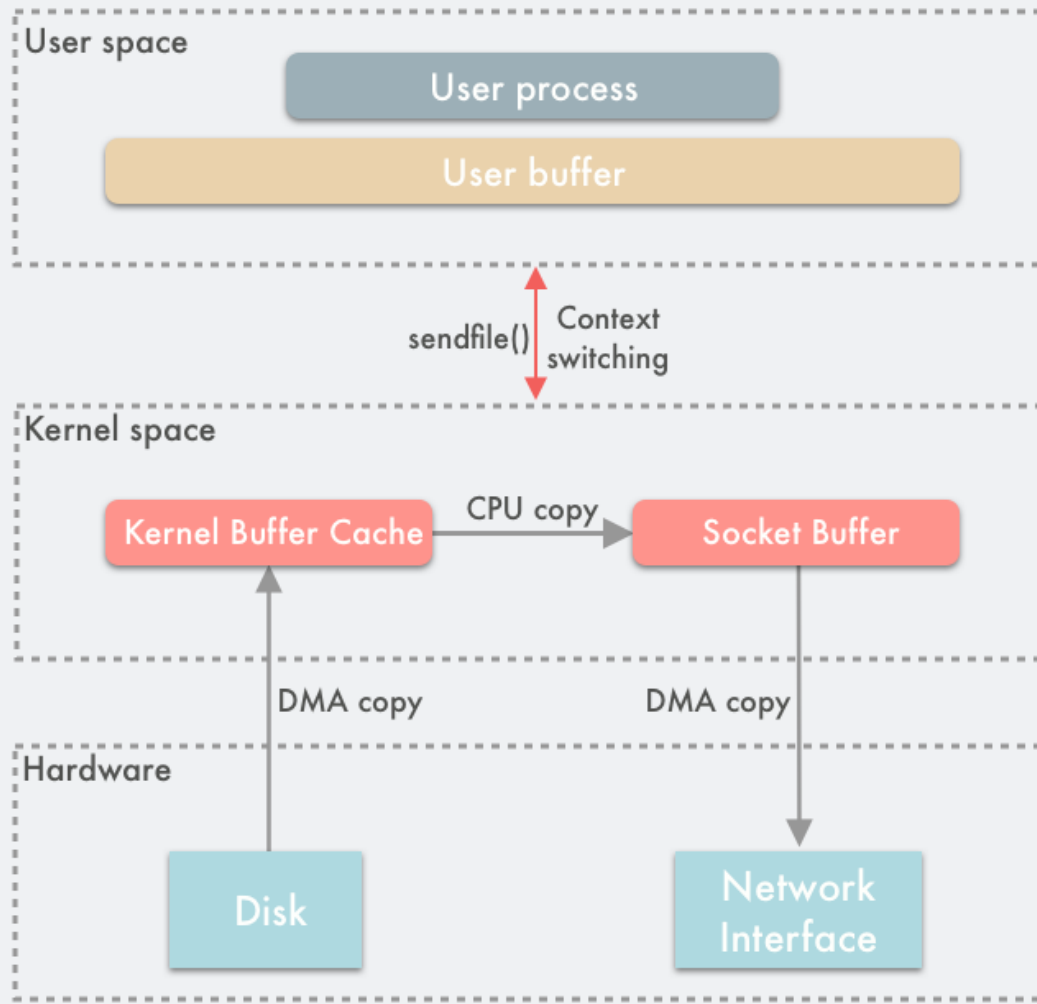 User space
User process
User buffer
sendfile()
Context
switching
Kernel space
Kernel Buffer Cache
CPU copy
Socket Buffer
DMA copy
DMA copy
Hardware
Disk
Network
Interface